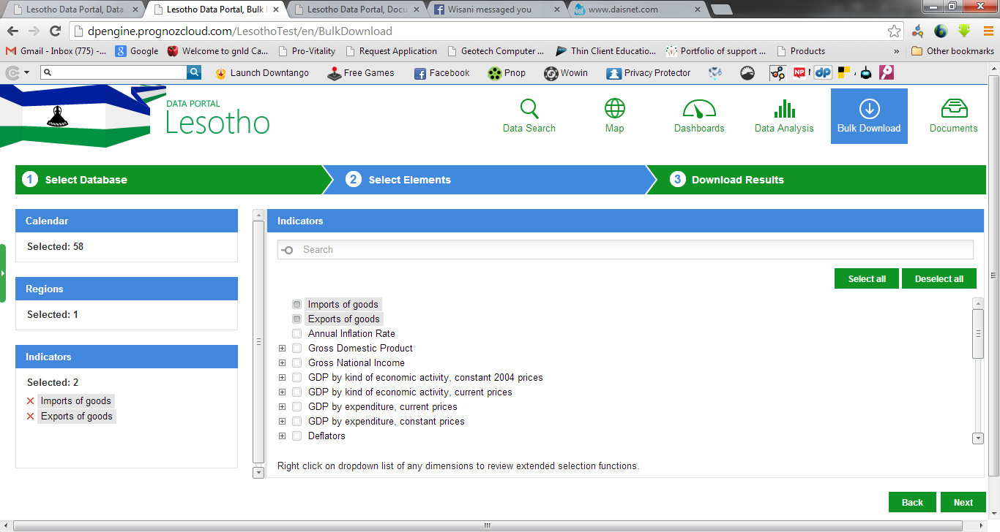 Lesotho Data Portal, Data
Lesotho Data Portal, Bulk
Lesotho Data Portal, Docu
Wisani messaged you
www.daisnet.com
dpengine.prognozcloud.com/LesothoTest/en/BulkDownload
Gmail - Inbox (775) -...
Google
Welcome to gnld Ca...
Pro-Vitality
Request Application
Geotech Computer ...
Thin Client Educatio...
Portfolio of support ...
Products
»
Other bookmarks
Launch Downtango
Free Games
Facebook
Pnop
Wowin
Privacy Protector
NP
dP
DATA PORTAL
Lesotho
Data Search
Map
Dashboards
Data Analysis
Bulk Download
Documents
1 Select Database
2 Select Elements
3 Download Results
Calendar
Selected: 58
Regions
Selected: 1
Indicators
Selected: 2
Imports of goods
Exports of goods
Indicators
Search
Select all
Deselect all
Imports of goods
Exports of goods
Annual Inflation Rate
Gross Domestic Product
Gross National Income
GDP by kind of economic activity, constant 2004 prices
GDP by kind of economic activity, current prices
GDP by expenditure, current prices
GDP by expenditure, constant prices
Deflators
Right click on dropdown list of any dimensions to review extended selection functions.
Back
Next